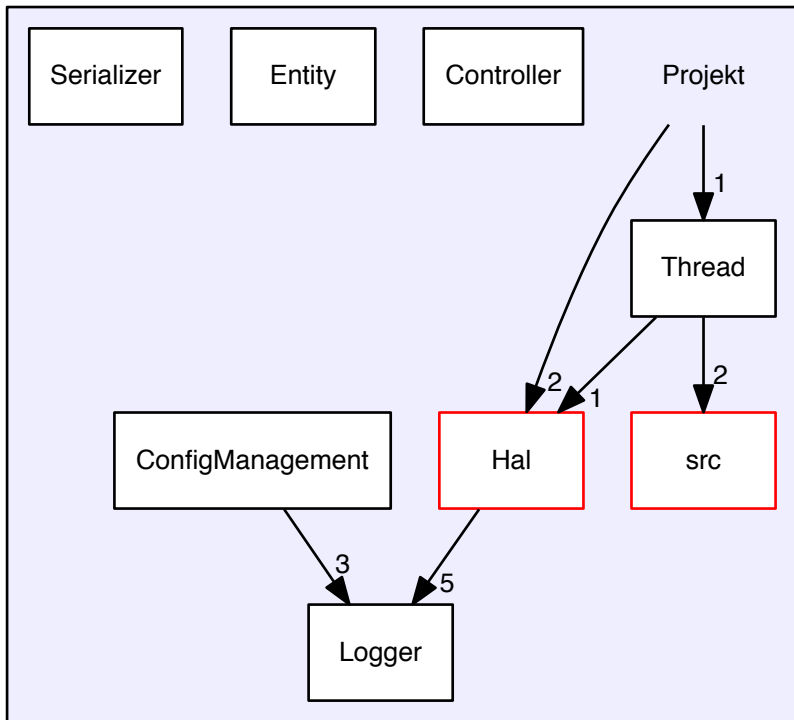 Serializer
Entity
Controller
Projekt
1
Thread
2
1
2
ConfigManagement
Hal
src
3
5
Logger